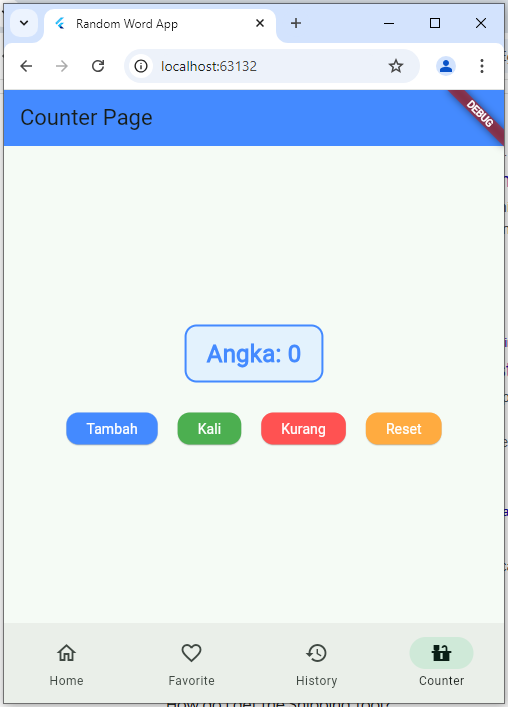 Random Word App
localhost:63132
Counter Page
DEBUG
Angka: 0
Tambah
Kali
Kurang
Reset
Home
Favorite
History
Counter